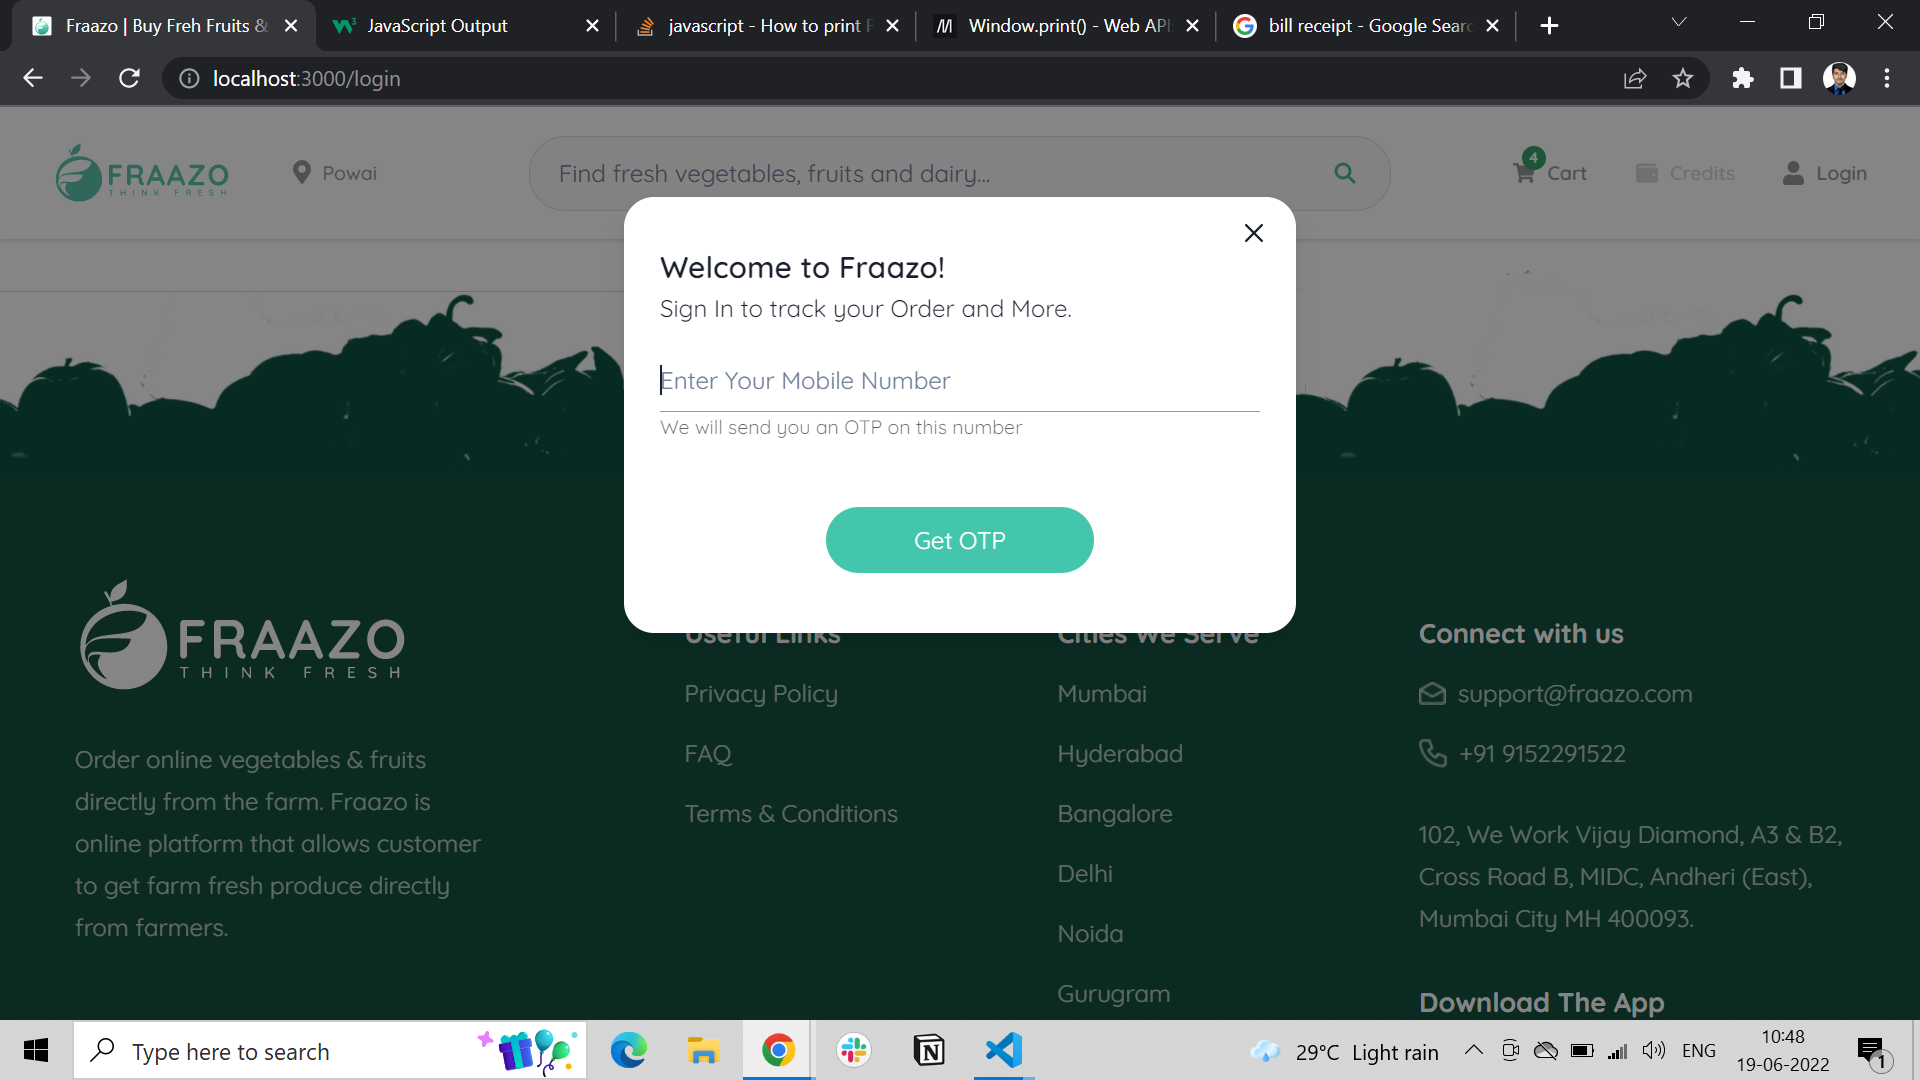 Fraazo | Buy Freh Fruits &
JavaScript Output
javascript - How to print
Window.print() - Web API
bill receipt - Google Searc
localhost:3000/login
FRAAZO
THINK FRESH
Powai
Find fresh vegetables, fruits and dairy...
4
Cart
Credits
Login
Welcome to Fraazo!
Sign In to track your Order and More.
Enter Your Mobile Number
We will send you an OTP on this number
Get OTP
FRAAZO
THINK FRESH
Order online vegetables & fruits
directly from the farm. Fraazo is
online platform that allows customer
to get farm fresh produce directly
from farmers.
Useful Links
Privacy Policy
FAQ
Terms & Conditions
Cities We Serve
Mumbai
Hyderabad
Bangalore
Delhi
Noida
Gurugram
Connect with us
support@fraazo.com
+91 9152291522
102, We Work Vijay Diamond, A3 & B2,
Cross Road B, MIDC, Andheri (East),
Mumbai City MH 400093.
Download The App
Type here to search
29°C Light rain
ENG
10:48
19-06-2022
1